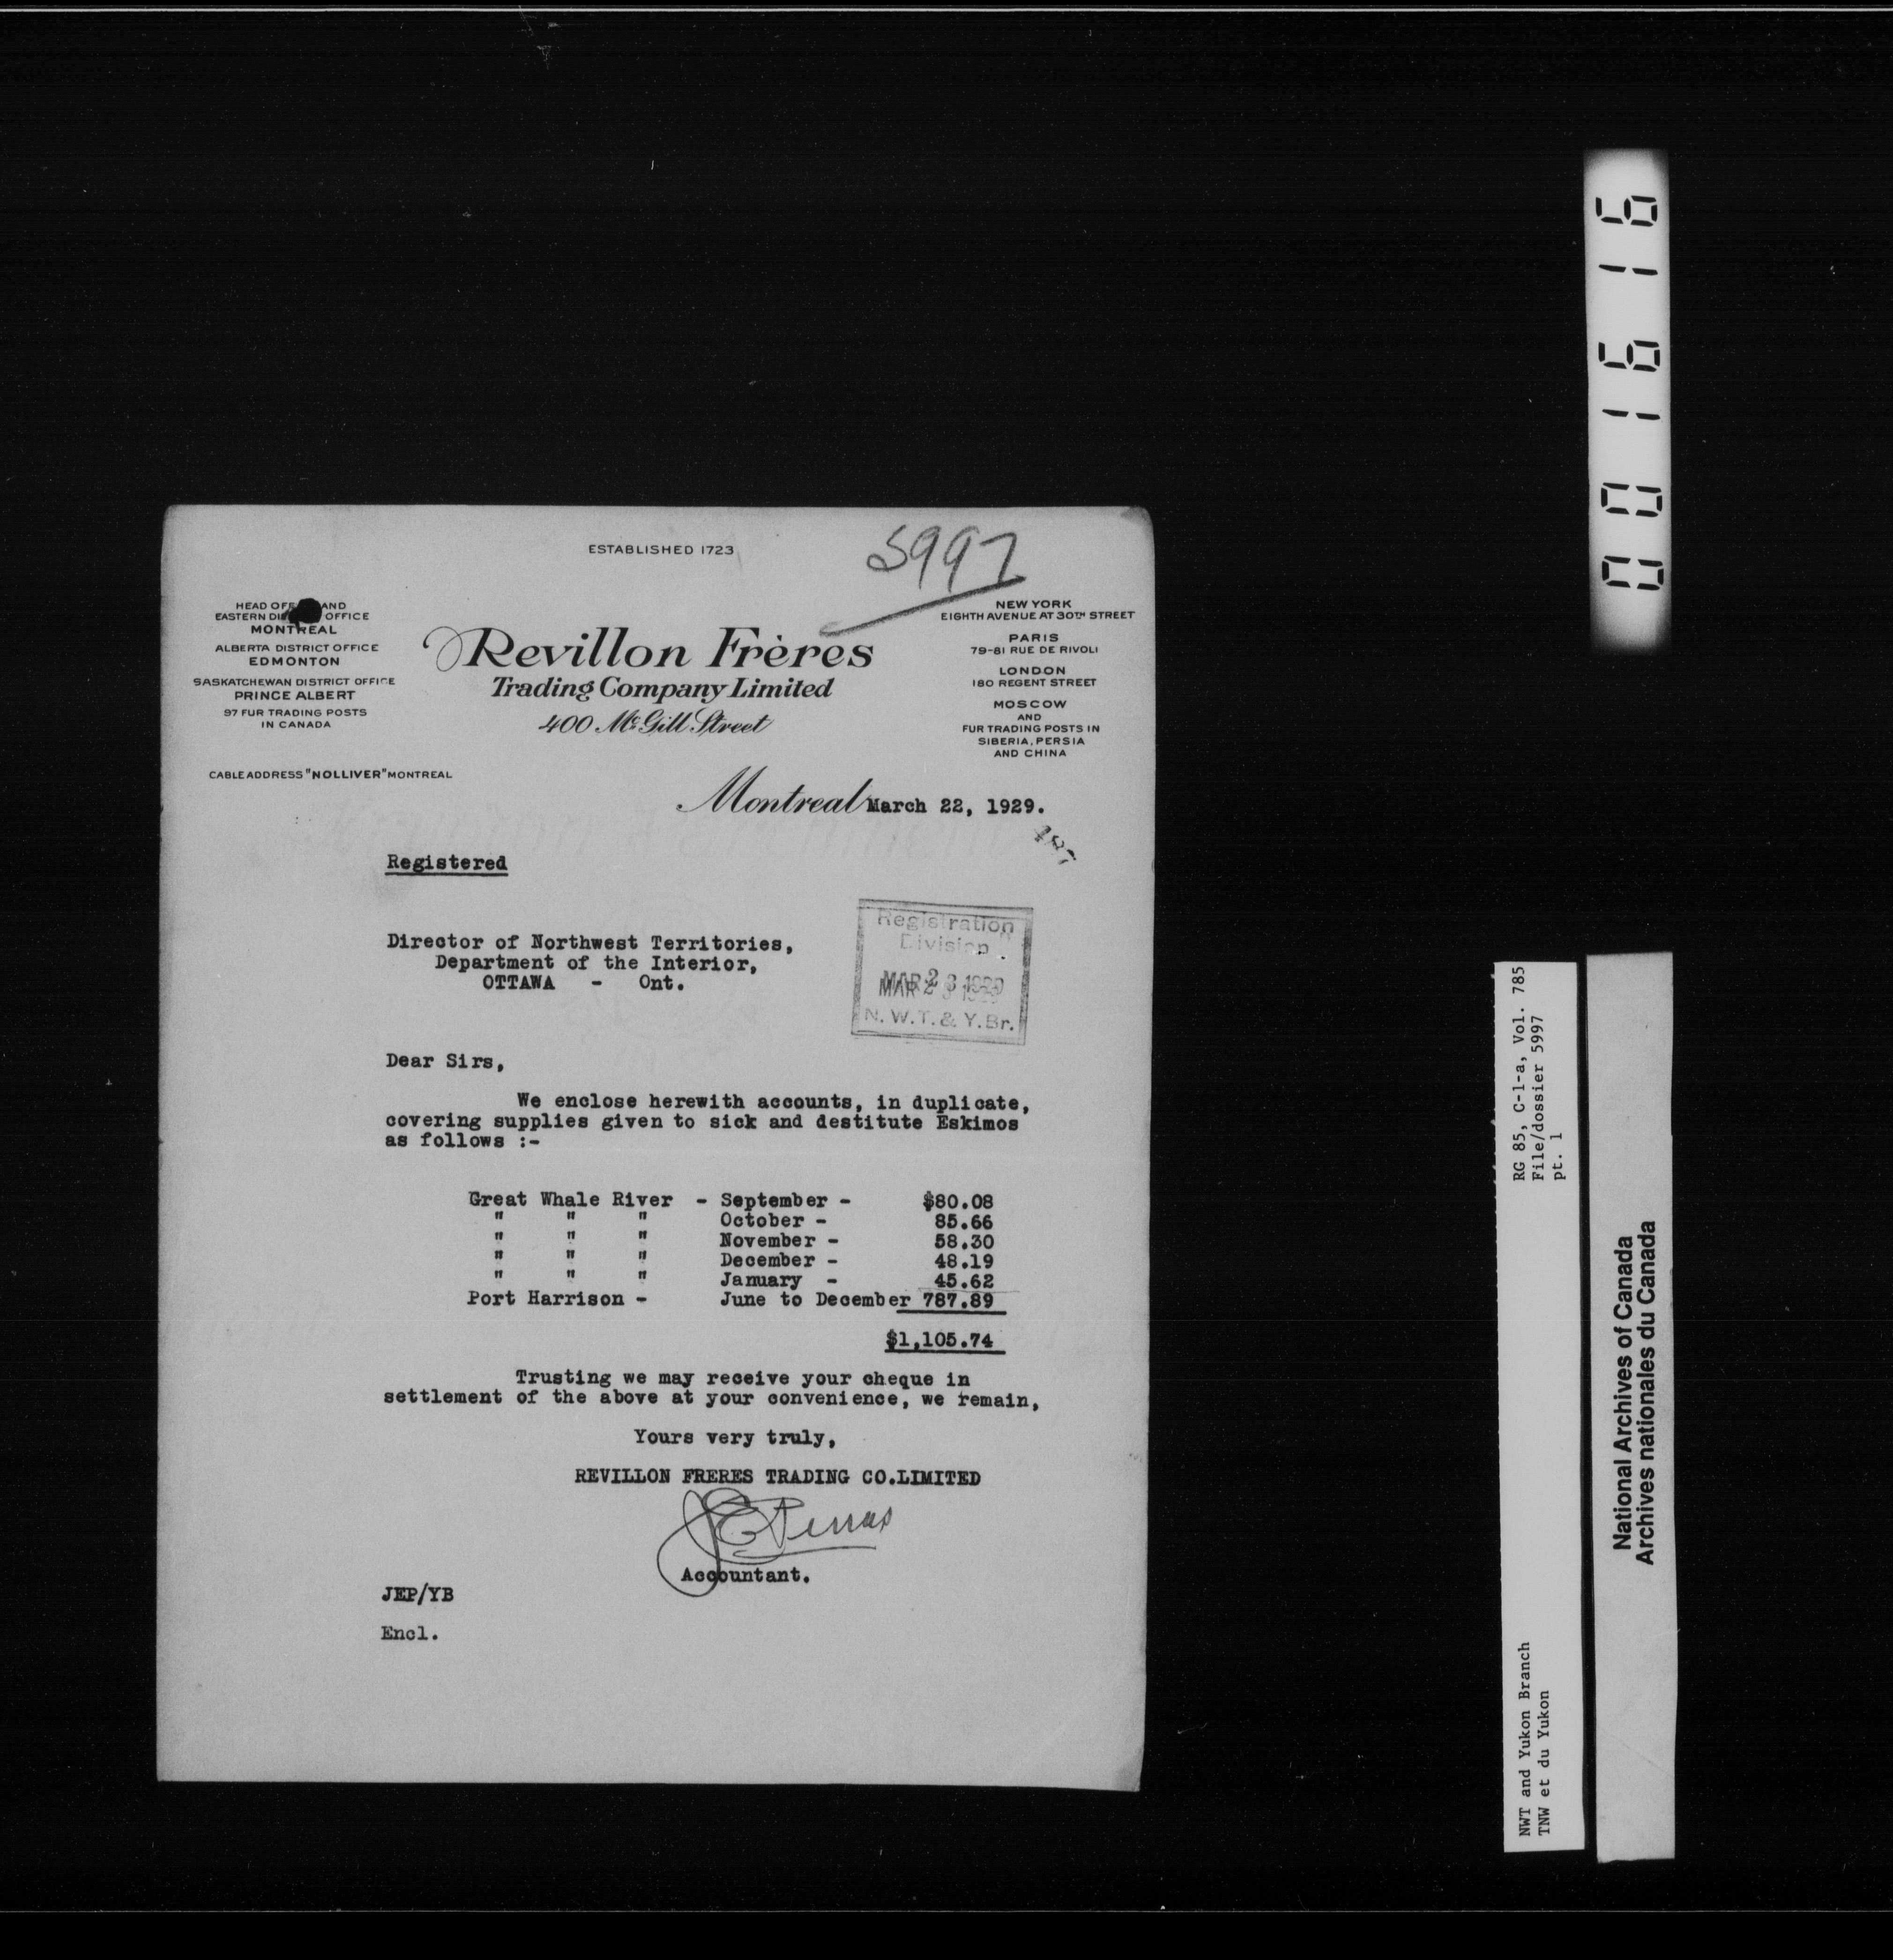 ESTABLISHED 1723
5997
HEAD OFF AND
EASTERN DI OFFICE
MONTREAL
ALBERTA DISTRICT OFFICE
EDMONTON
SASKATCHEWAN DISTRICT OFFICE
PRINCE ALBERT
97 FUR TRADING POSTS
IN CANADA
CABLE ADDRESS "NOLLIVER" MONTREAL
Revillon Frères
Trading Company Limited
400 McGill Street
NEW YORK
EIGHTH AVENUE AT 30TH STREET
PARIS
79-81 RUE DE RIVOLI
LONDON
180 REGENT STREET
MOSCOW
AND
FUR TRADING POSTS IN
SIBERIA, PERSIA
AND CHINA
Montreal March 22, 1929.
187
Registered
Director of Northwest Territories,
Department of the Interior,
OTTAWA - Ont.
Registration
Division
MAR 23 1929
N. W. T. & Y. Br.
Dear Sirs,
We enclose herewith accounts, in duplicate,
covering supplies given to sick and destitute Eskimos
as follows :-
Great Whale River - September - $80.08
" " " October - 85.66
" " " November - 58.30
" " " December - 48.19
" " " January - 45.62
Port Harrison - June to December 787.89
$1,105.74
Trusting we may receive your cheque in
settlement of the above at your convenience, we remain,
Yours very truly,
REVILLON FRERES TRADING CO.LIMITED
Accountant.
JEP/YB
Encl.
001616
RG 85, C-1-a, Vol. 785
File/dossier 5997
pt. 1
NWT and Yukon Branch
TNW et du Yukon
National Archives of Canada
Archives nationales du Canada